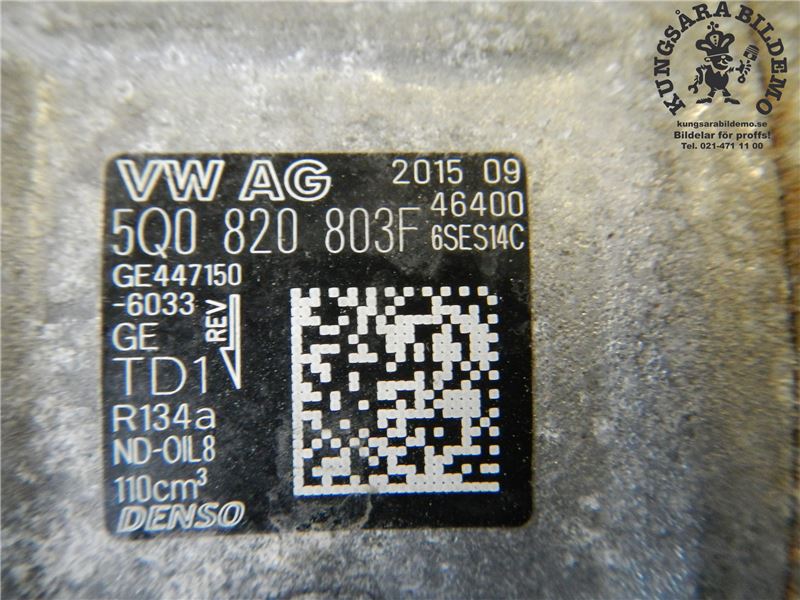 KUNGSÅRA BILDEMO
kungsarabildemo.se
Bildelar för proffs!
Tel. 021-471 11 00
VW AG 2015 09
46400
5Q0 820 803F 6SES14C
GE447150
-6033
REV
GE
TD1
R134a
ND-OIL8
110cm³
DENSO